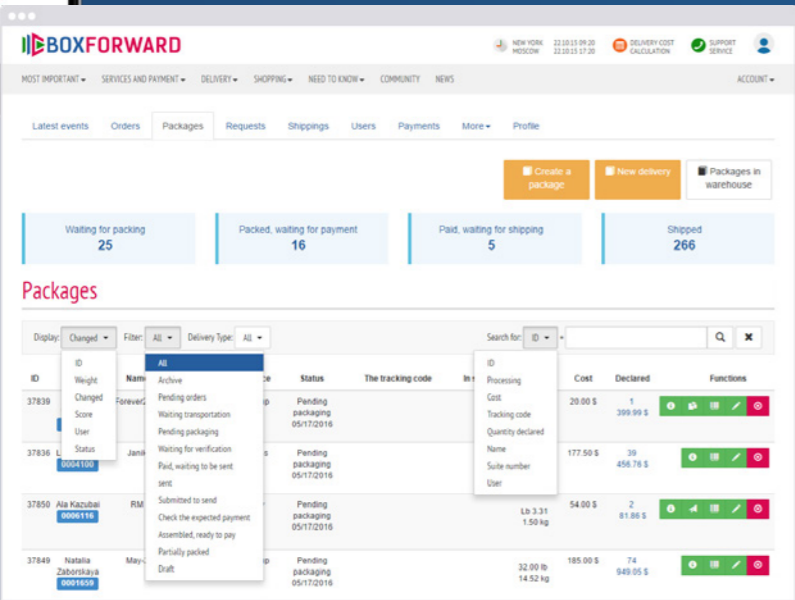 BOXFORWARD
NEW YORK 22.10.15 09:20
MOSCOW 22.10.15 17:20
DELIVERY COST
CALCULATION
SUPPORT
SERVICE
MOST IMPORTANT SERVICES AND PAYMENT DELIVERY SHOPPING NEED TO KNOW COMMUNITY NEWS ACCOUNT
Latest events Orders Packages Requests Shippings Users Payments More Profile
Create a
package
New delivery
Packages in
warehouse
Waiting for packing
25
Packed, waiting for payment
16
Paid, waiting for shipping
5
Shipped
266
Packages
Display: Changed Filter: All Delivery Type: All Search for: ID =
ID
Weight
Changed
Score
User
Status
All
Archive
Pending orders
Waiting transportation
Pending packaging
Waiting for verification
Paid, waiting to be sent
sent
Submitted to send
Check the expected payment
Assembled, ready to pay
Partially packed
Draft
ID
Processing
Cost
Tracking code
Quantity declared
Name
Suite number
User
ID Status The tracking code Cost Declared Functions
37839 Pending
packaging
05/17/2016
20.00 $ 1
399.99 $
37836 0004100 Pending
packaging
05/17/2016
177.50 $ 39
456.76 $
37850 Ala Kazubai
0006116
RM Pending
packaging
05/17/2016
Lb 3.31
1.50 kg
54.00 $ 2
81.86 $
37849 Natalia
Zaborskaya
0001659
Pending
packaging
05/17/2016
32.00 lb
14.52 kg
185.00 $ 74
949.05 $